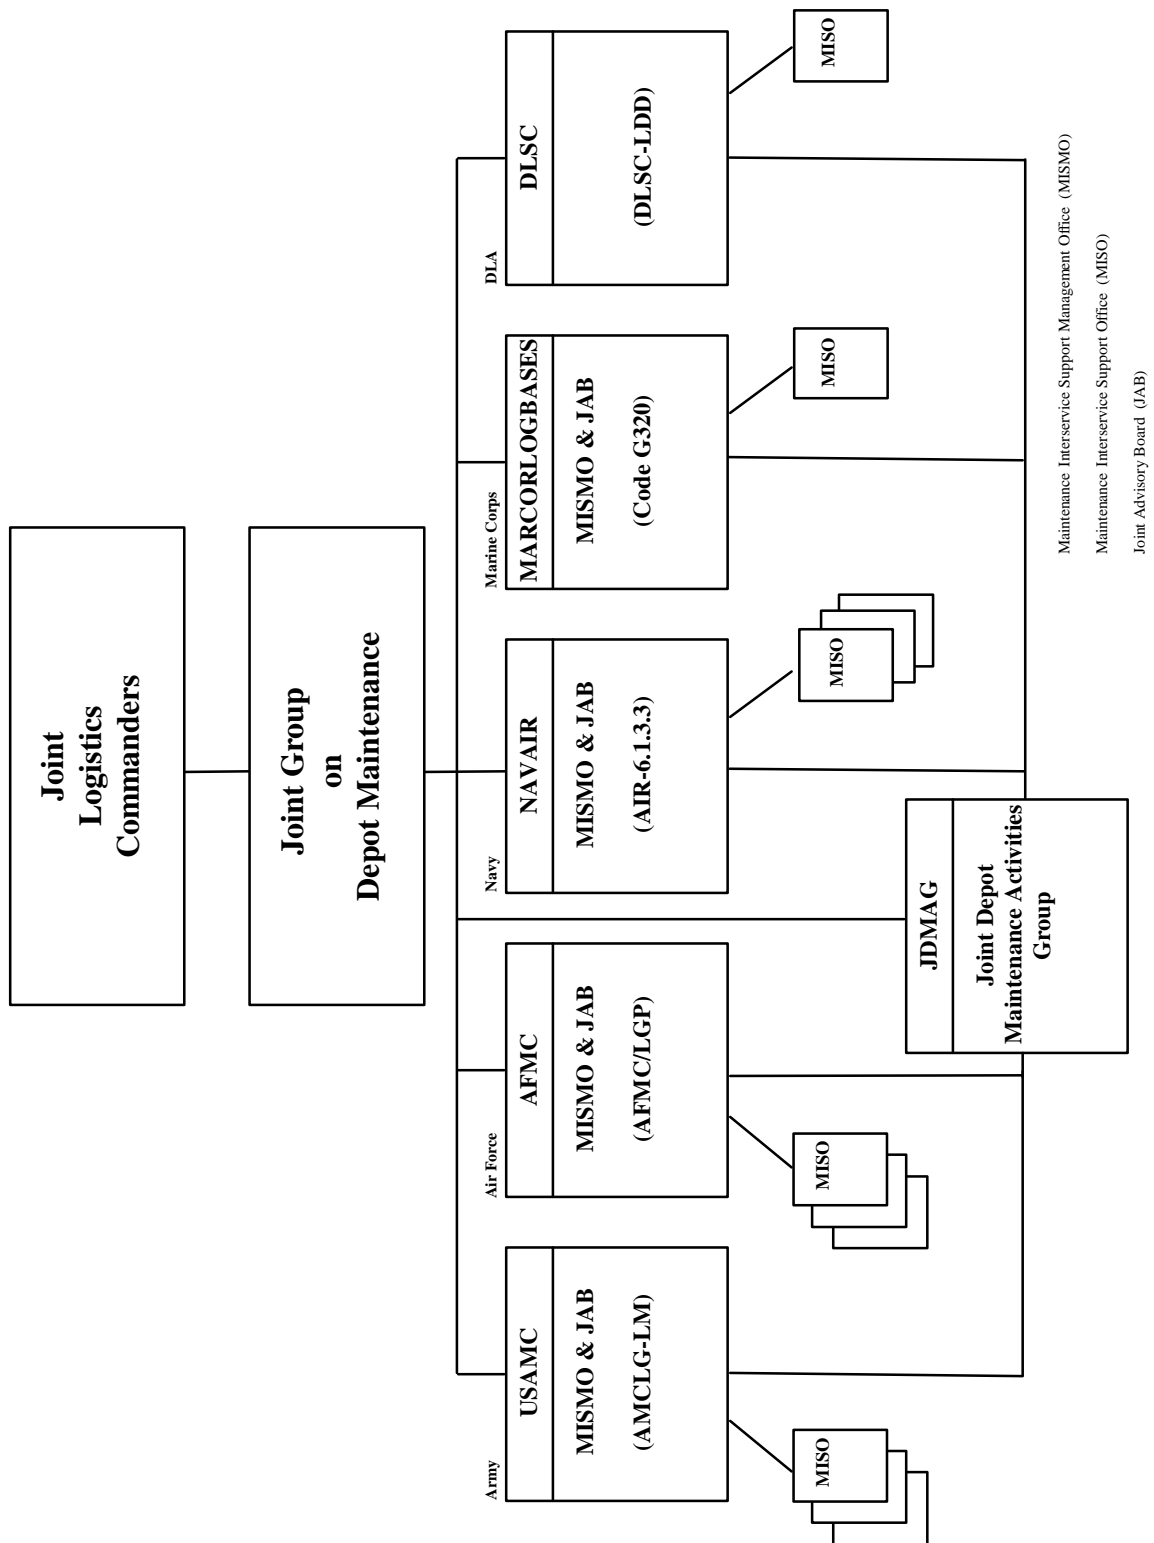 Joint
Logistics
Commanders
Joint Group
on
Depot Maintenance
Army
USAMC
MISMO & JAB
(AMCLG-LM)
MISO
Air Force
AFMC
MISMO & JAB
(AFMC/LGP)
MISO
Navy
NAVAIR
MISMO & JAB
(AIR-6.1.3.3)
MISO
Marine Corps
MARCORLOGBASES
MISMO & JAB
(Code G320)
MISO
DLA
DLSC
(DLSC-LDD)
MISO
JDMAG
Joint Depot
Maintenance Activities
Group
Maintenance Interservice Support Management Office (MISMO)
Maintenance Interservice Support Office (MISO)
Joint Advisory Board (JAB)